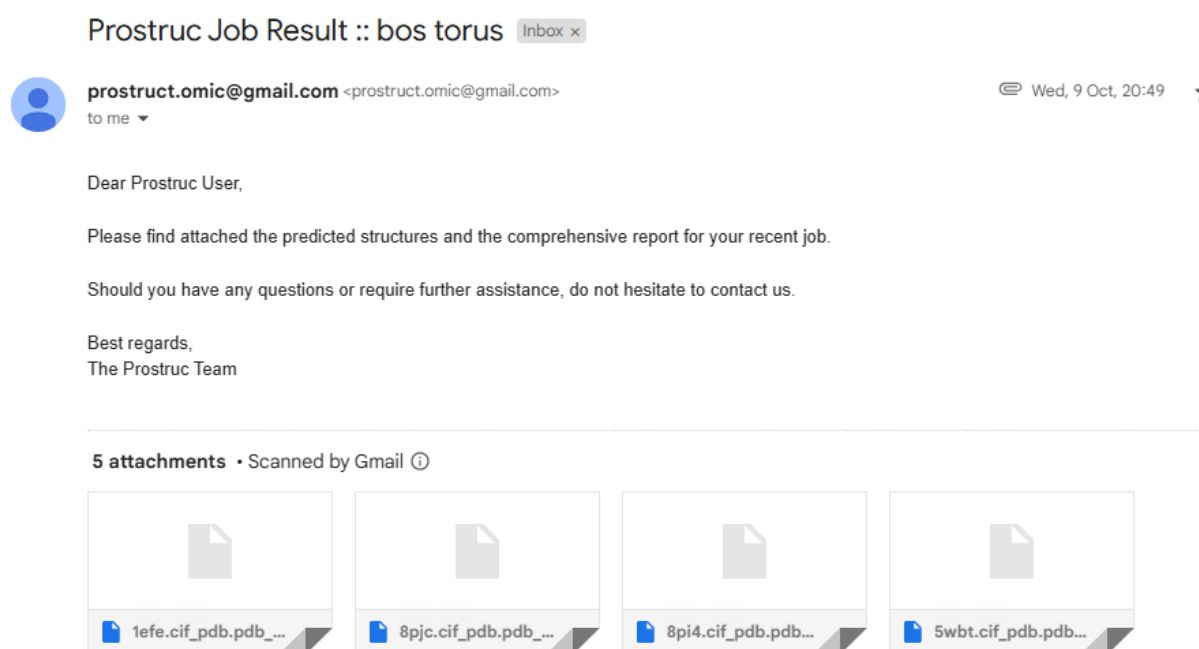 Prostruc Job Result :: bos torus Inbox ×
prostruct.omic@gmail.com <prostruct.omic@gmail.com> Wed, 9 Oct, 20:49
to me
Dear Prostruc User,
Please find attached the predicted structures and the comprehensive report for your recent job.
Should you have any questions or require further assistance, do not hesitate to contact us.
Best regards,
The Prostruc Team
5 attachments • Scanned by Gmail
1efe.cif_pdb.pdb_... 8pjc.cif_pdb.pdb_... 8pi4.cif_pdb.pdb... 5wbt.cif_pdb.pdb...